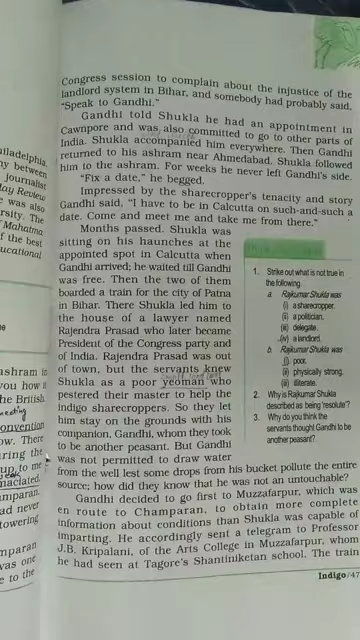 iladelphia,
ny between
journalist
May Review
e was also
rsity. The
Mahatma
f the best
ucational
ashram in
you how it
the British.
meeting
onvention
ow. There
uring the
up to me
maciated,
amparan,
ad never
towering
mparan
was one
e to the
Congress session to complain about the injustice of the
landlord system in Bihar, and somebody had probably said,
"Speak to Gandhi."
Gandhi told Shukla he had an appointment in
Cawnpore and was also committed to go to other parts of
India. Shukla accompanied him everywhere. Then Gandhi
returned to his ashram near Ahmedabad. Shukla followed
him to the ashram. For weeks he never left Gandhi's side.
"Fix a date," he begged.
Impressed by the sharecropper's tenacity and story
Gandhi said, "I have to be in Calcutta on such-and-such a
date. Come and meet me and take me from there."
Months passed. Shukla was
sitting on his haunches at the
appointed spot in Calcutta when
Gandhi arrived; he waited till Gandhi
was free. Then the two of them
boarded a train for the city of Patna
in Bihar. There Shukla led him to
the house of a lawyer named
Rajendra Prasad who later became
President of the Congress party and
of India. Rajendra Prasad was out
of town, but the servants knew
Shukla as a poor yeoman who
pestered their master to help the
indigo sharecroppers. So they let
him stay on the grounds with his
companion, Gandhi, whom they took
to be another peasant. But Gandhi
was not permitted to draw water
from the well lest some drops from his bucket pollute the entire
source; how did they know that he was not an untouchable?
Gandhi decided to go first to Muzzafarpur, which was
en route to Champaran, to obtain more complete
information about conditions than Shukla was capable of
imparting. He accordingly sent a telegram to Professor
J.B. Kripalani, of the Arts College in Muzzafarpur, whom
he had seen at Tagore's Shantiniketan school. The train
1. Strike out what is not true in
the following.
a. Rajkumar Shukla was
(i) a sharecropper.
(ii) a politician.
(iii) delegate.
(iv) a landlord.
b. Rajkumar Shukla was
(i) poor.
(ii) physically strong.
(iii) illiterate.
2. Why is Rajkumar Shukla
described as being 'resolute'?
3. Why do you think the
servants thought Gandhi to be
another peasant?
Indigo/47